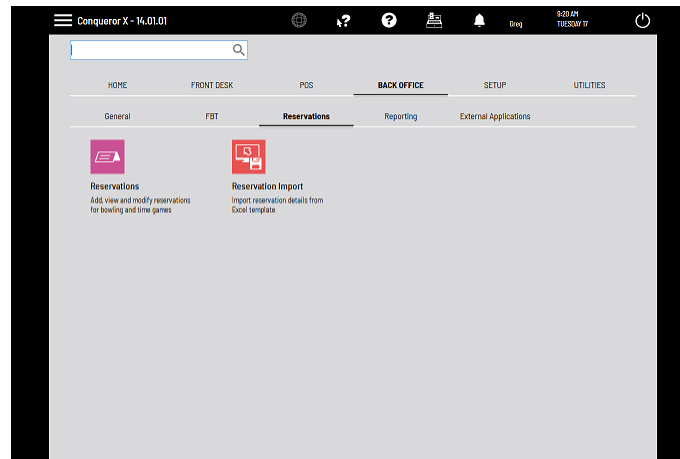 Conqueror X - 14.01.01
Greg
9:20 AM
TUESDAY 17
HOME
FRONT DESK
POS
BACK OFFICE
SETUP
UTILITIES
General
FBT
Reservations
Reporting
External Applications
Reservations
Add, view and modify reservations
for bowling and time games
Reservation Import
Import reservation details from
Excel template